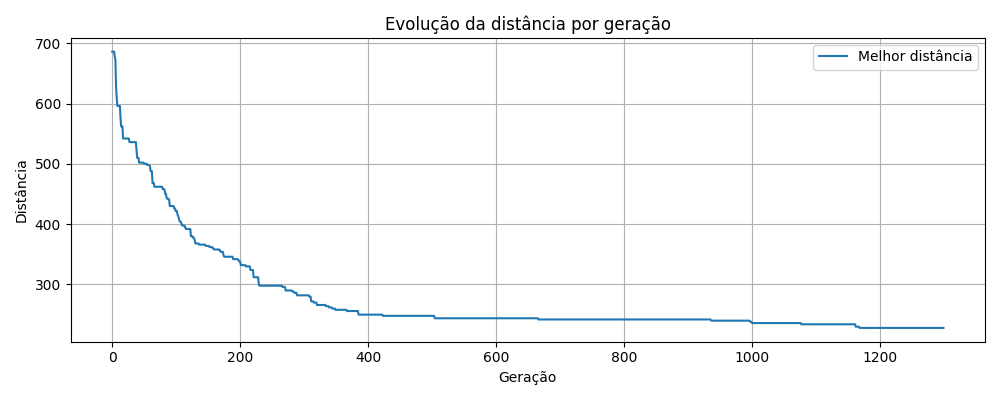 Evolução da distância por geração
Melhor distância
Distância
700
600
500
400
300
0 200 400 600 800 1000 1200
Geração